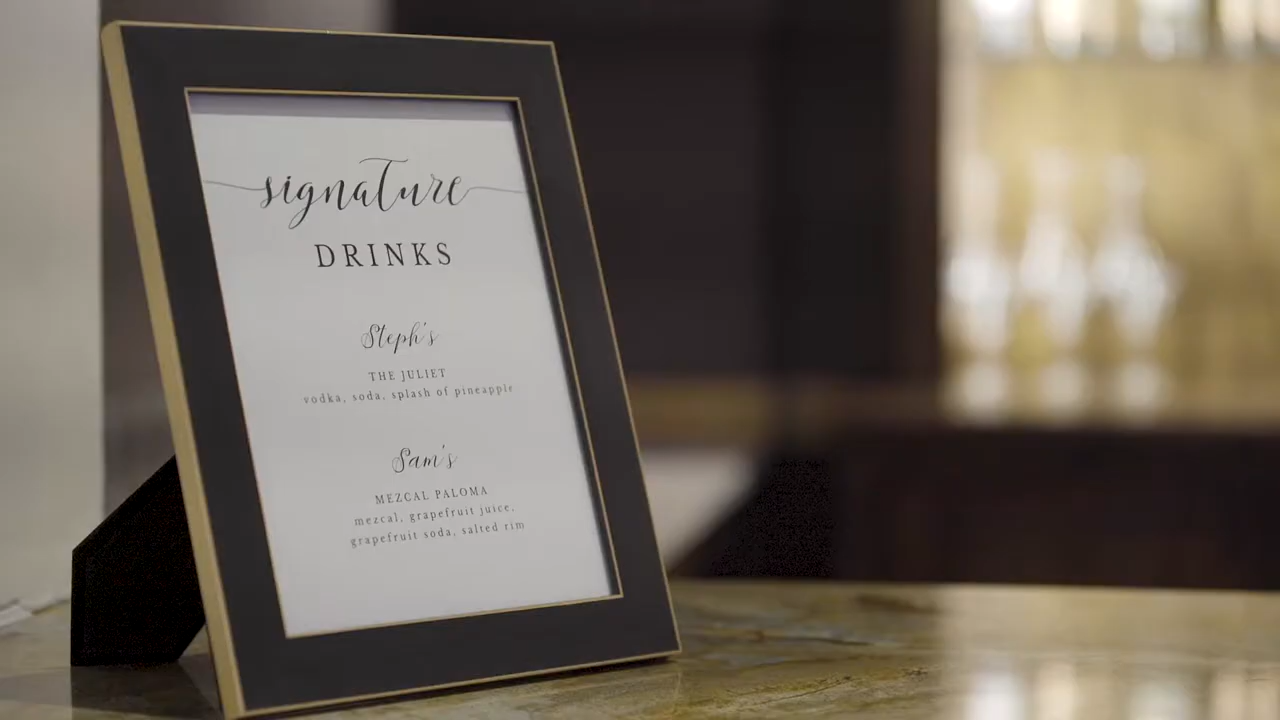 signature
DRINKS
Steph's
THE JULIET
vodka, soda, splash of pineapple
Sam's
MEZCAL PALOMA
mezcal, grapefruit juice,
grapefruit soda, salted rim